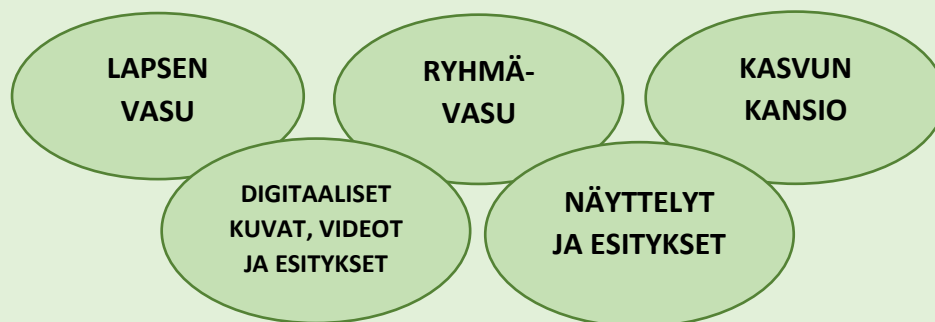 LAPSEN
VASU
RYHMÄ-
VASU
KASVUN
KANSIO
DIGITAALISET
KUVAT, VIDEOT
JA ESITYKSET
NÄYTTELYT
JA ESITYKSET